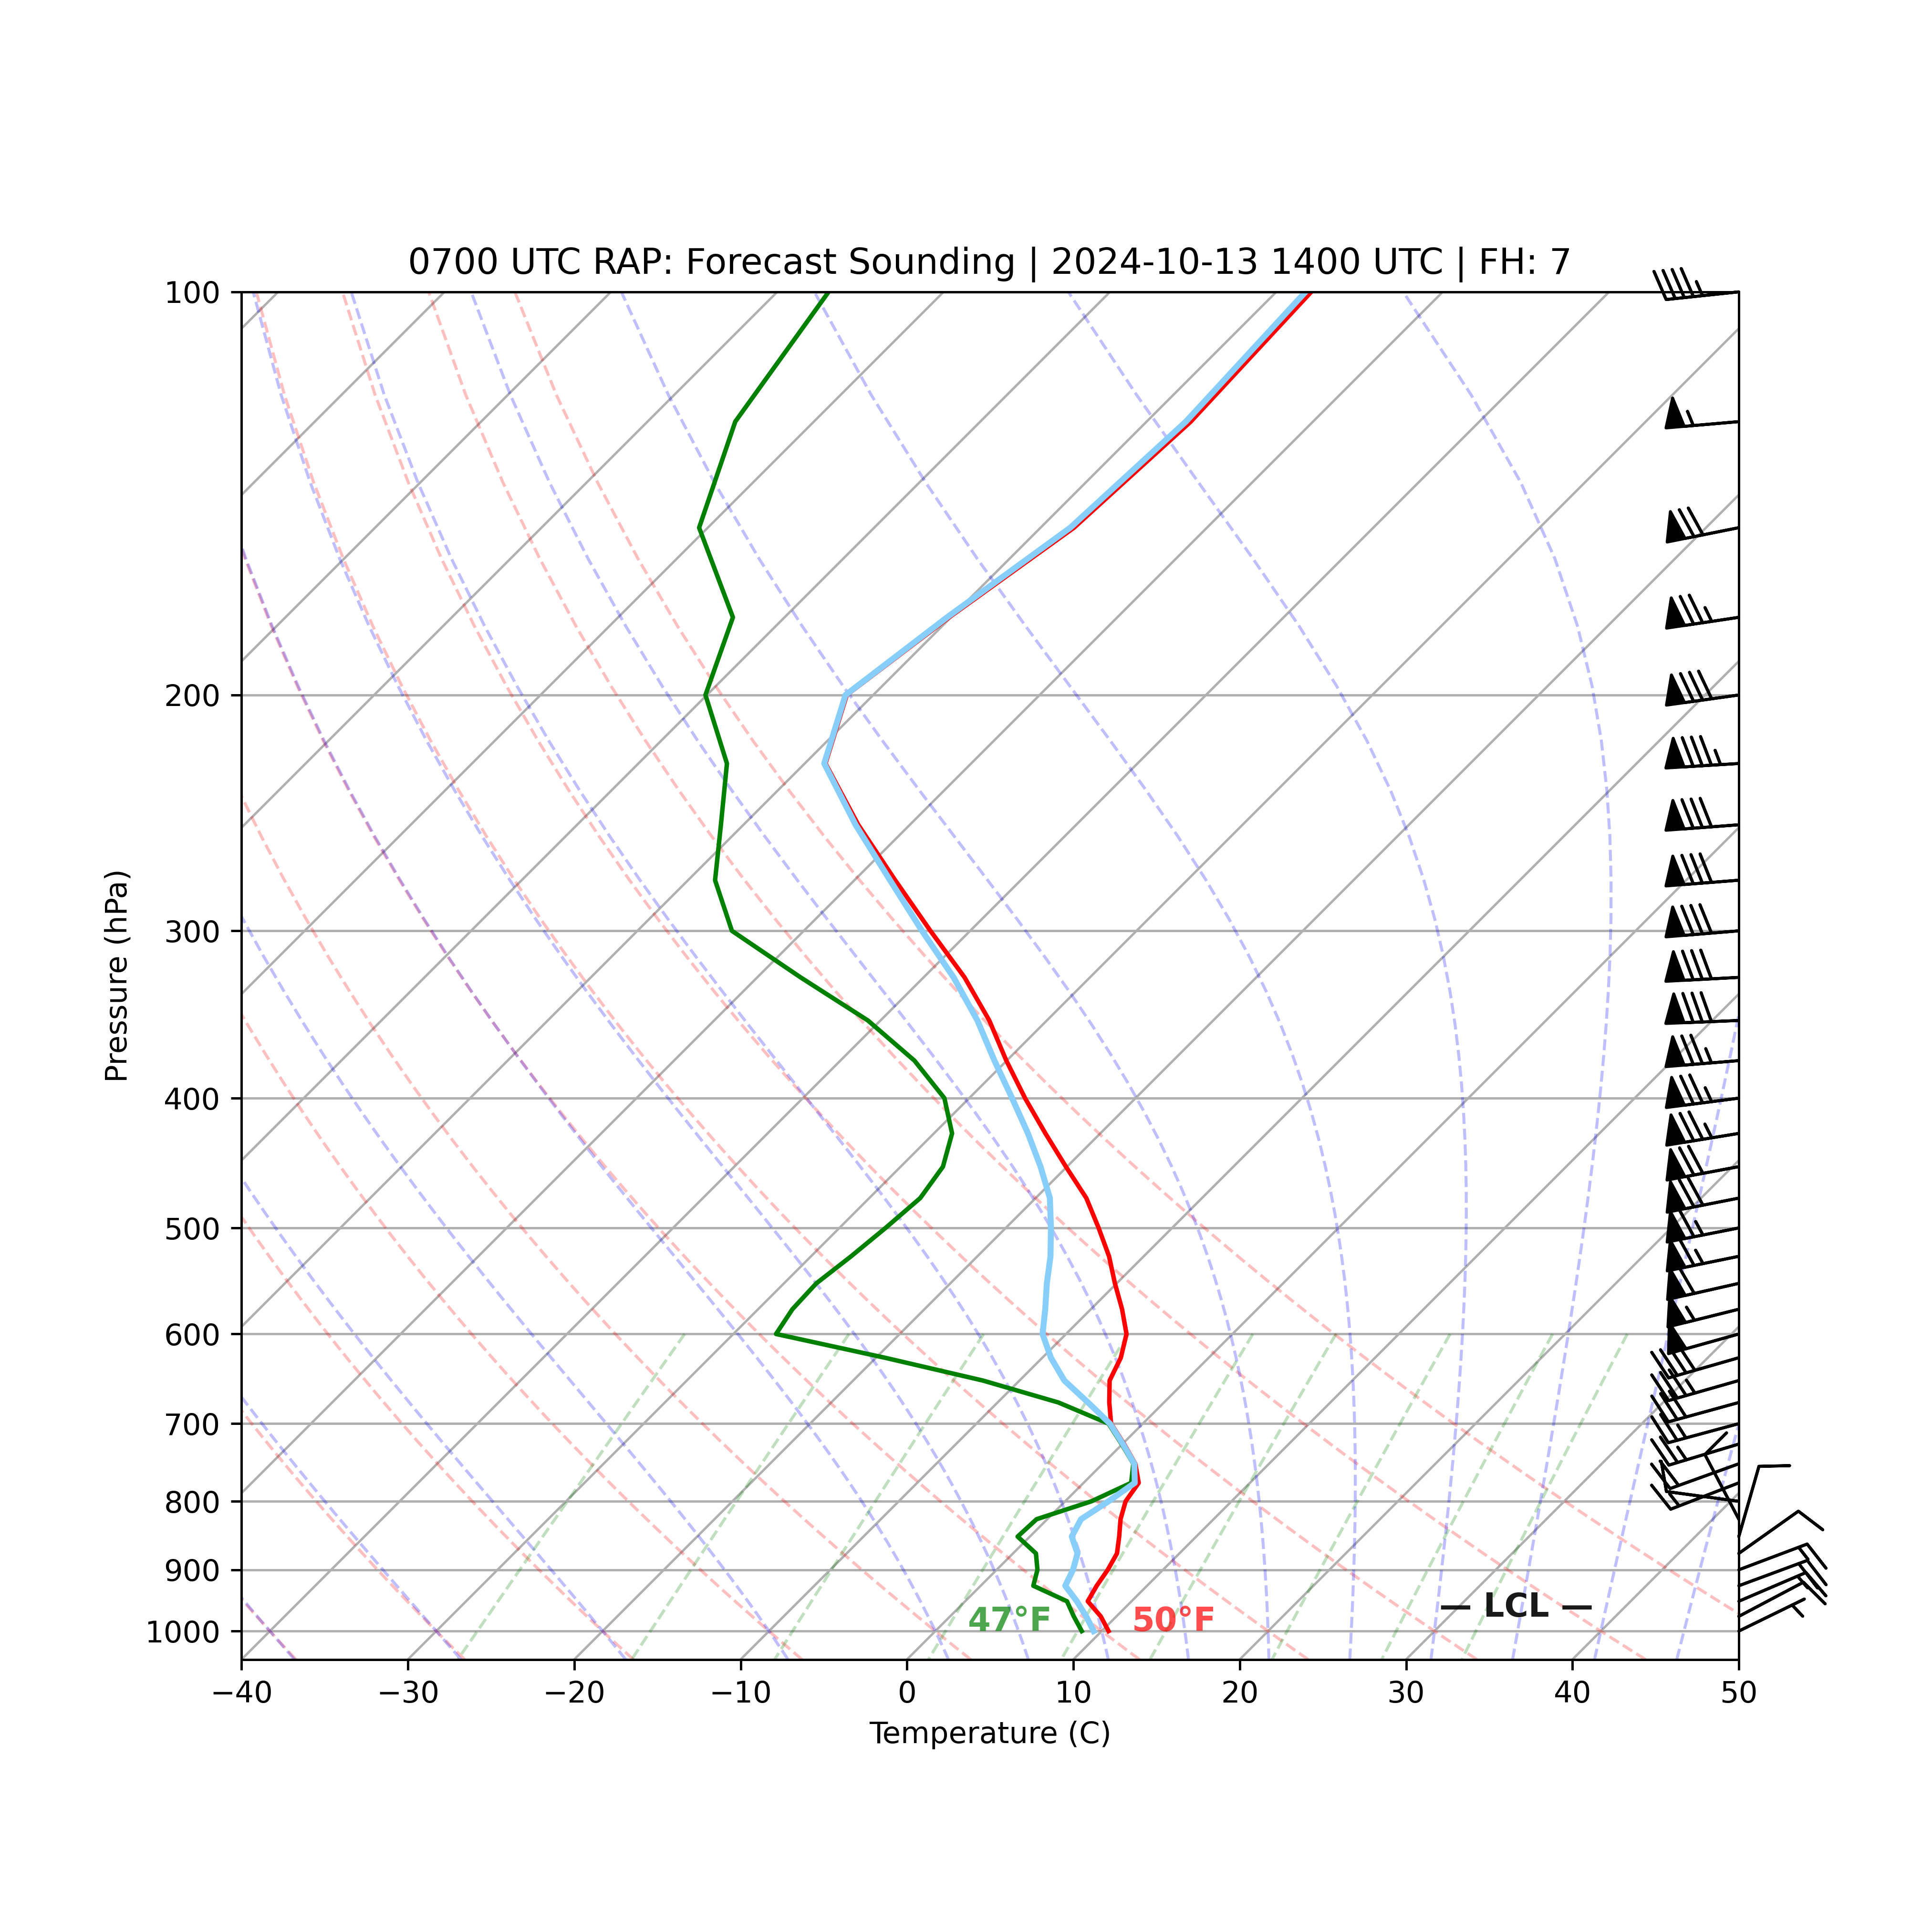 0700 UTC RAP: Forecast Sounding | 2024-10-13 1400 UTC | FH: 7
100
200
300
400
500
600
700
800
900
1000
Pressure (hPa)
47°F
50°F
— LCL —
−40 −30 −20 −10 0 10 20 30 40 50
Temperature (C)